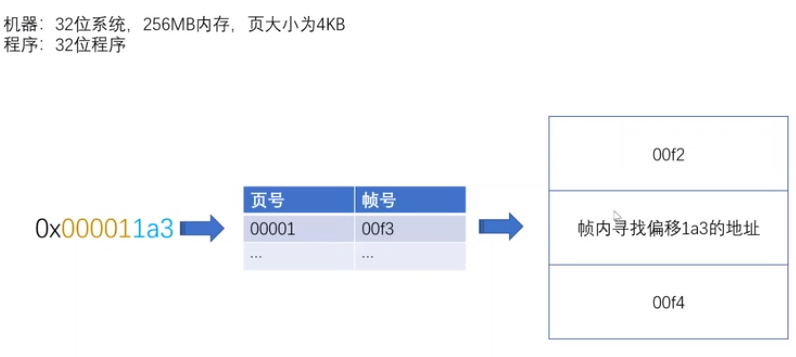 机器：32位系统，256MB内存，页大小为4KB
程序：32位程序
0x000011a3
页号 帧号
00001 00f3
... ...
00f2
帧内寻找偏移1a3的地址
00f4